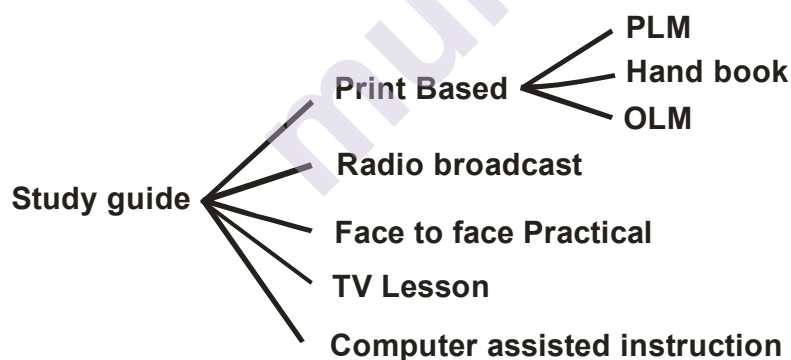 PLM
Print Based
Hand book
OLM
Radio broadcast
Study guide
Face to face Practical
TV Lesson
Computer assisted instruction